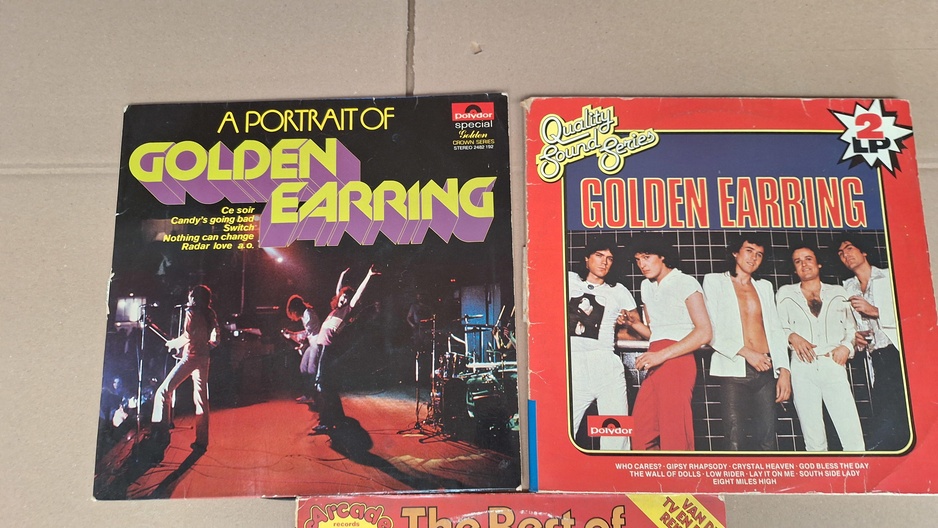 A PORTRAIT OF
GOLDEN
EARRING
Polydor
special
Golden
CROWN SERIES
STEREO 2482 192
Ce soir
Candy's going bad
Switch
Nothing can change
Radar love a.o.
Quality
Sound Series
2
LP
GOLDEN EARRING
Polydor
WHO CARES? · GIPSY RHAPSODY · CRYSTAL HEAVEN · GOD BLESS THE DAY
THE WALL OF DOLLS · LOW RIDER · LAY IT ON ME · SOUTH SIDE LADY
EIGHT MILES HIGH
Arcade
records
The Best of
VAN
TV EN